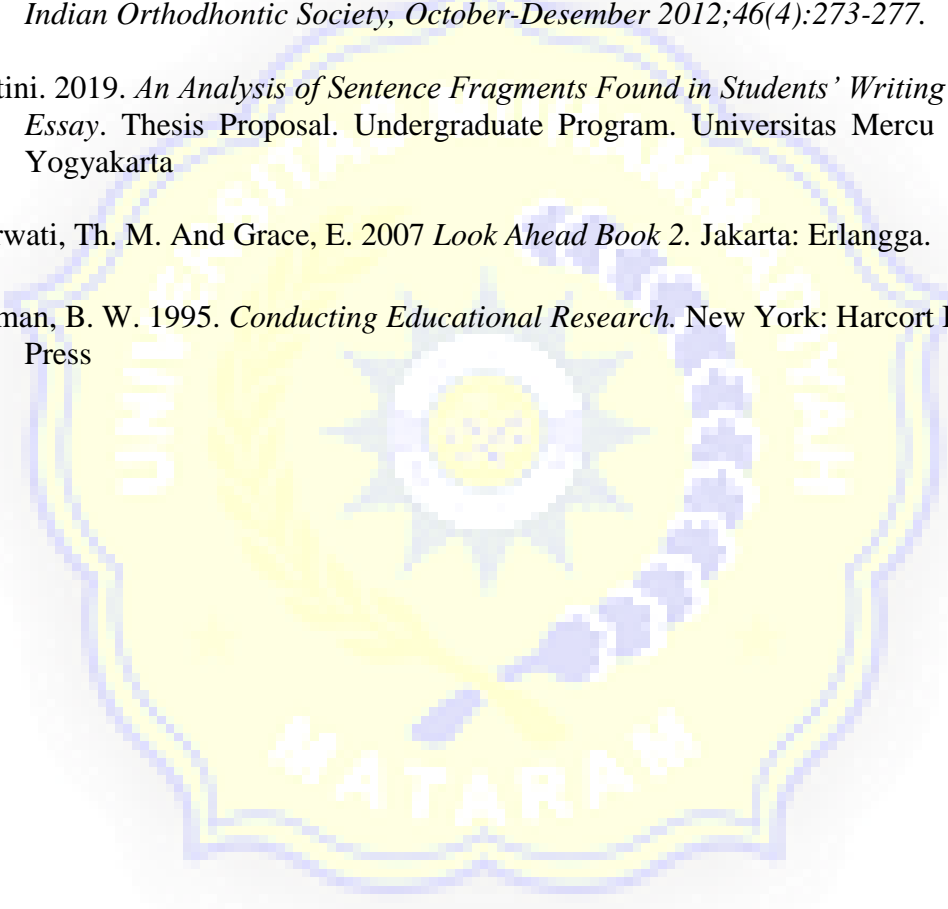 Indian Orthodhontic Society, October-Desember 2012;46(4):273-277.
tini. 2019. An Analysis of Sentence Fragments Found in Students’ Writing
Essay. Thesis Proposal. Undergraduate Program. Universitas Mercu
Yogyakarta
rwati, Th. M. And Grace, E. 2007 Look Ahead Book 2. Jakarta: Erlangga.
man, B. W. 1995. Conducting Educational Research. New York: Harcort
Press
UNIVERSITAS MUHAMMADIYAH
MATARAM